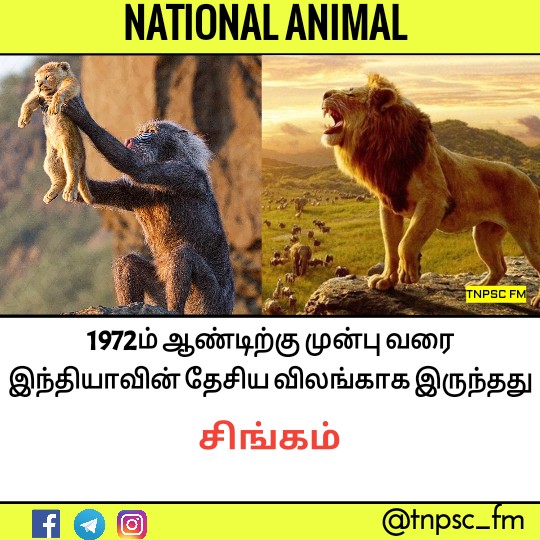 NATIONAL ANIMAL
TNPSC FM
1972ம் ஆண்டிற்கு முன்பு வரை
இந்தியாவின் தேசிய விலங்காக இருந்தது
சிங்கம்
@tnpsc_fm